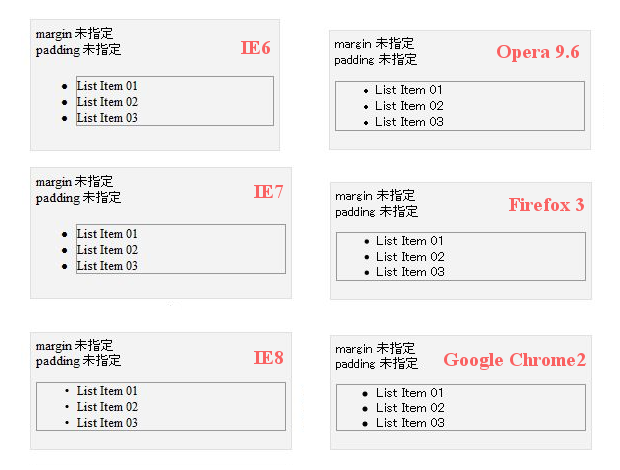 margin 未指定
padding 未指定
IE6
List Item 01
List Item 02
List Item 03
margin 未指定
padding 未指定
Opera 9.6
List Item 01
List Item 02
List Item 03
margin 未指定
padding 未指定
IE7
List Item 01
List Item 02
List Item 03
margin 未指定
padding 未指定
Firefox 3
List Item 01
List Item 02
List Item 03
margin 未指定
padding 未指定
IE8
List Item 01
List Item 02
List Item 03
margin 未指定
padding 未指定
Google Chrome2
List Item 01
List Item 02
List Item 03